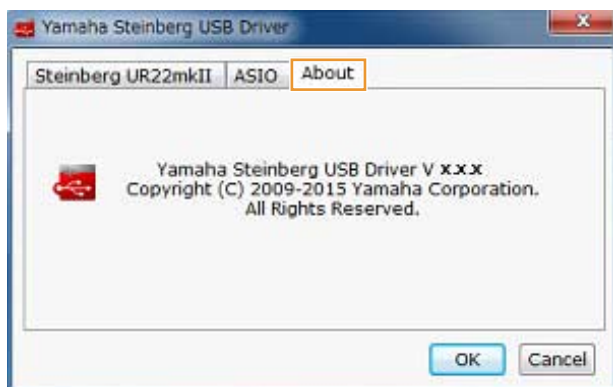 Yamaha Steinberg USB Driver
Steinberg UR22mkII ASIO About
Yamaha Steinberg USB Driver V x.x.x
Copyright (C) 2009-2015 Yamaha Corporation.
All Rights Reserved.
OK Cancel